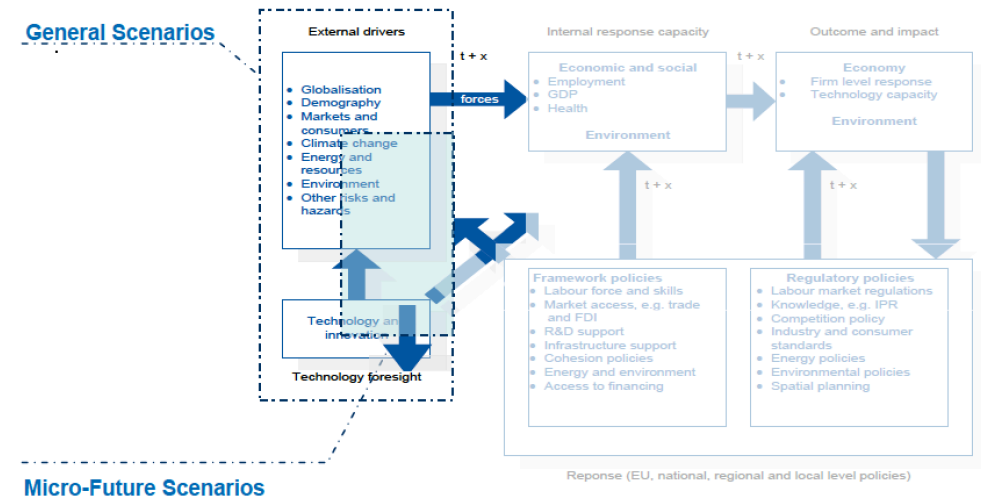 General Scenarios
External drivers
Internal response capacity
Outcome and impact
t + x
t + x
Globalisation
Demography
Markets and
consumers
Climate change
Energy and
resources
Environment
Other risks and
hazards
forces
Economic and social
Employment
GDP
Health
Environment
Economy
Firm level response
Technology capacity
Environment
t + x
t + x
Technology and
innovation
Technology foresight
Framework policies
Labour force and skills
Market access, e.g. trade
and FDI
R&D support
Infrastructure support
Cohesion policies
Energy and environment
Access to financing
Regulatory policies
Labour market regulations
Knowledge, e.g. IPR
Competition policy
Industry and consumer
standards
Energy policies
Environmental policies
Spatial planning
Reponse (EU, national, regional and local level policies)
Micro-Future Scenarios